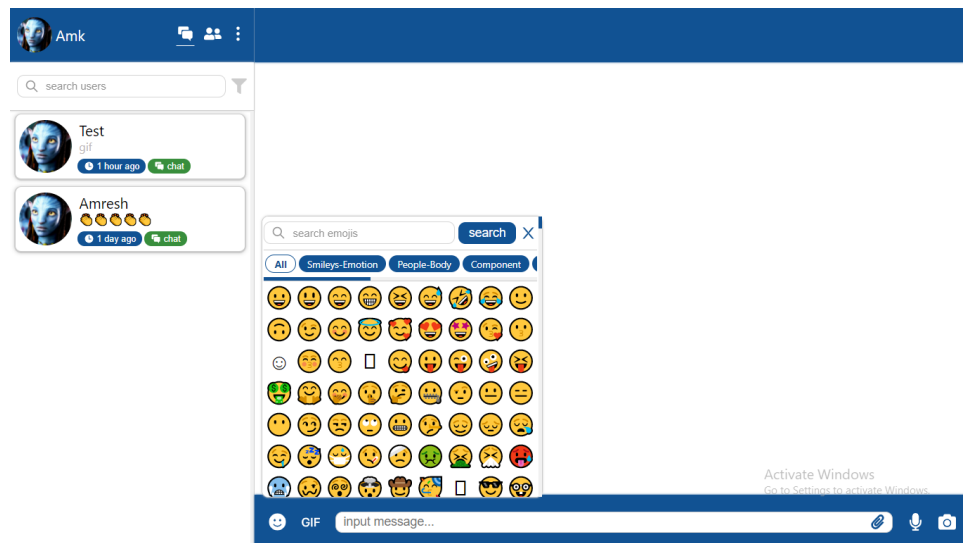 Amk
search users
Test
gif
1 hour ago chat
Amresh
👏👏👏👏👏
1 day ago chat
search emojis search X
All Smileys-Emotion People-Body Component
Activate Windows
Go to Settings to activate Windows.
GIF input message...